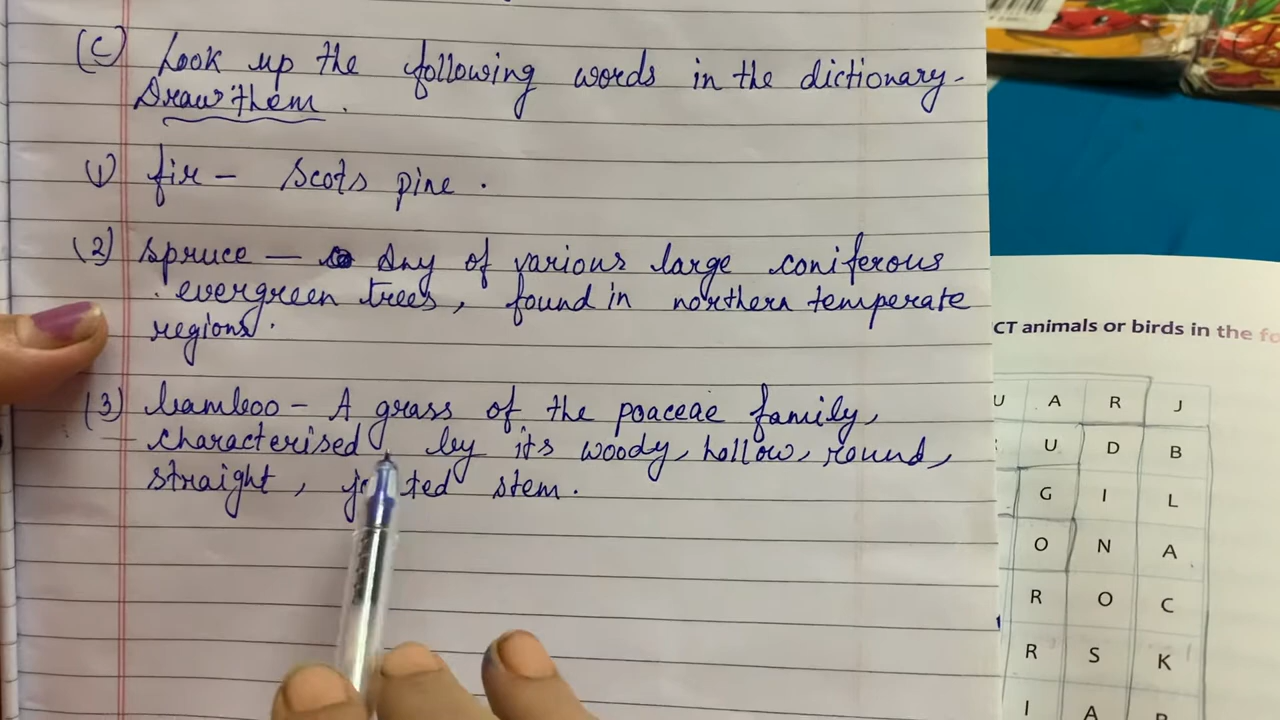 (C) Look up the following words in the dictionary.
Draw them.
(1) fir - Scots pine.
(2) spruce - Any of various large coniferous
evergreen trees, found in northern temperate
regions.
(3) bamboo - A grass of the poaceae family,
characterised by its woody, hollow, round,
straight, jo ted stem.
CT animals or birds in the fo
U A R J
U D B
G I L
O N A
R O C
R S K
I A